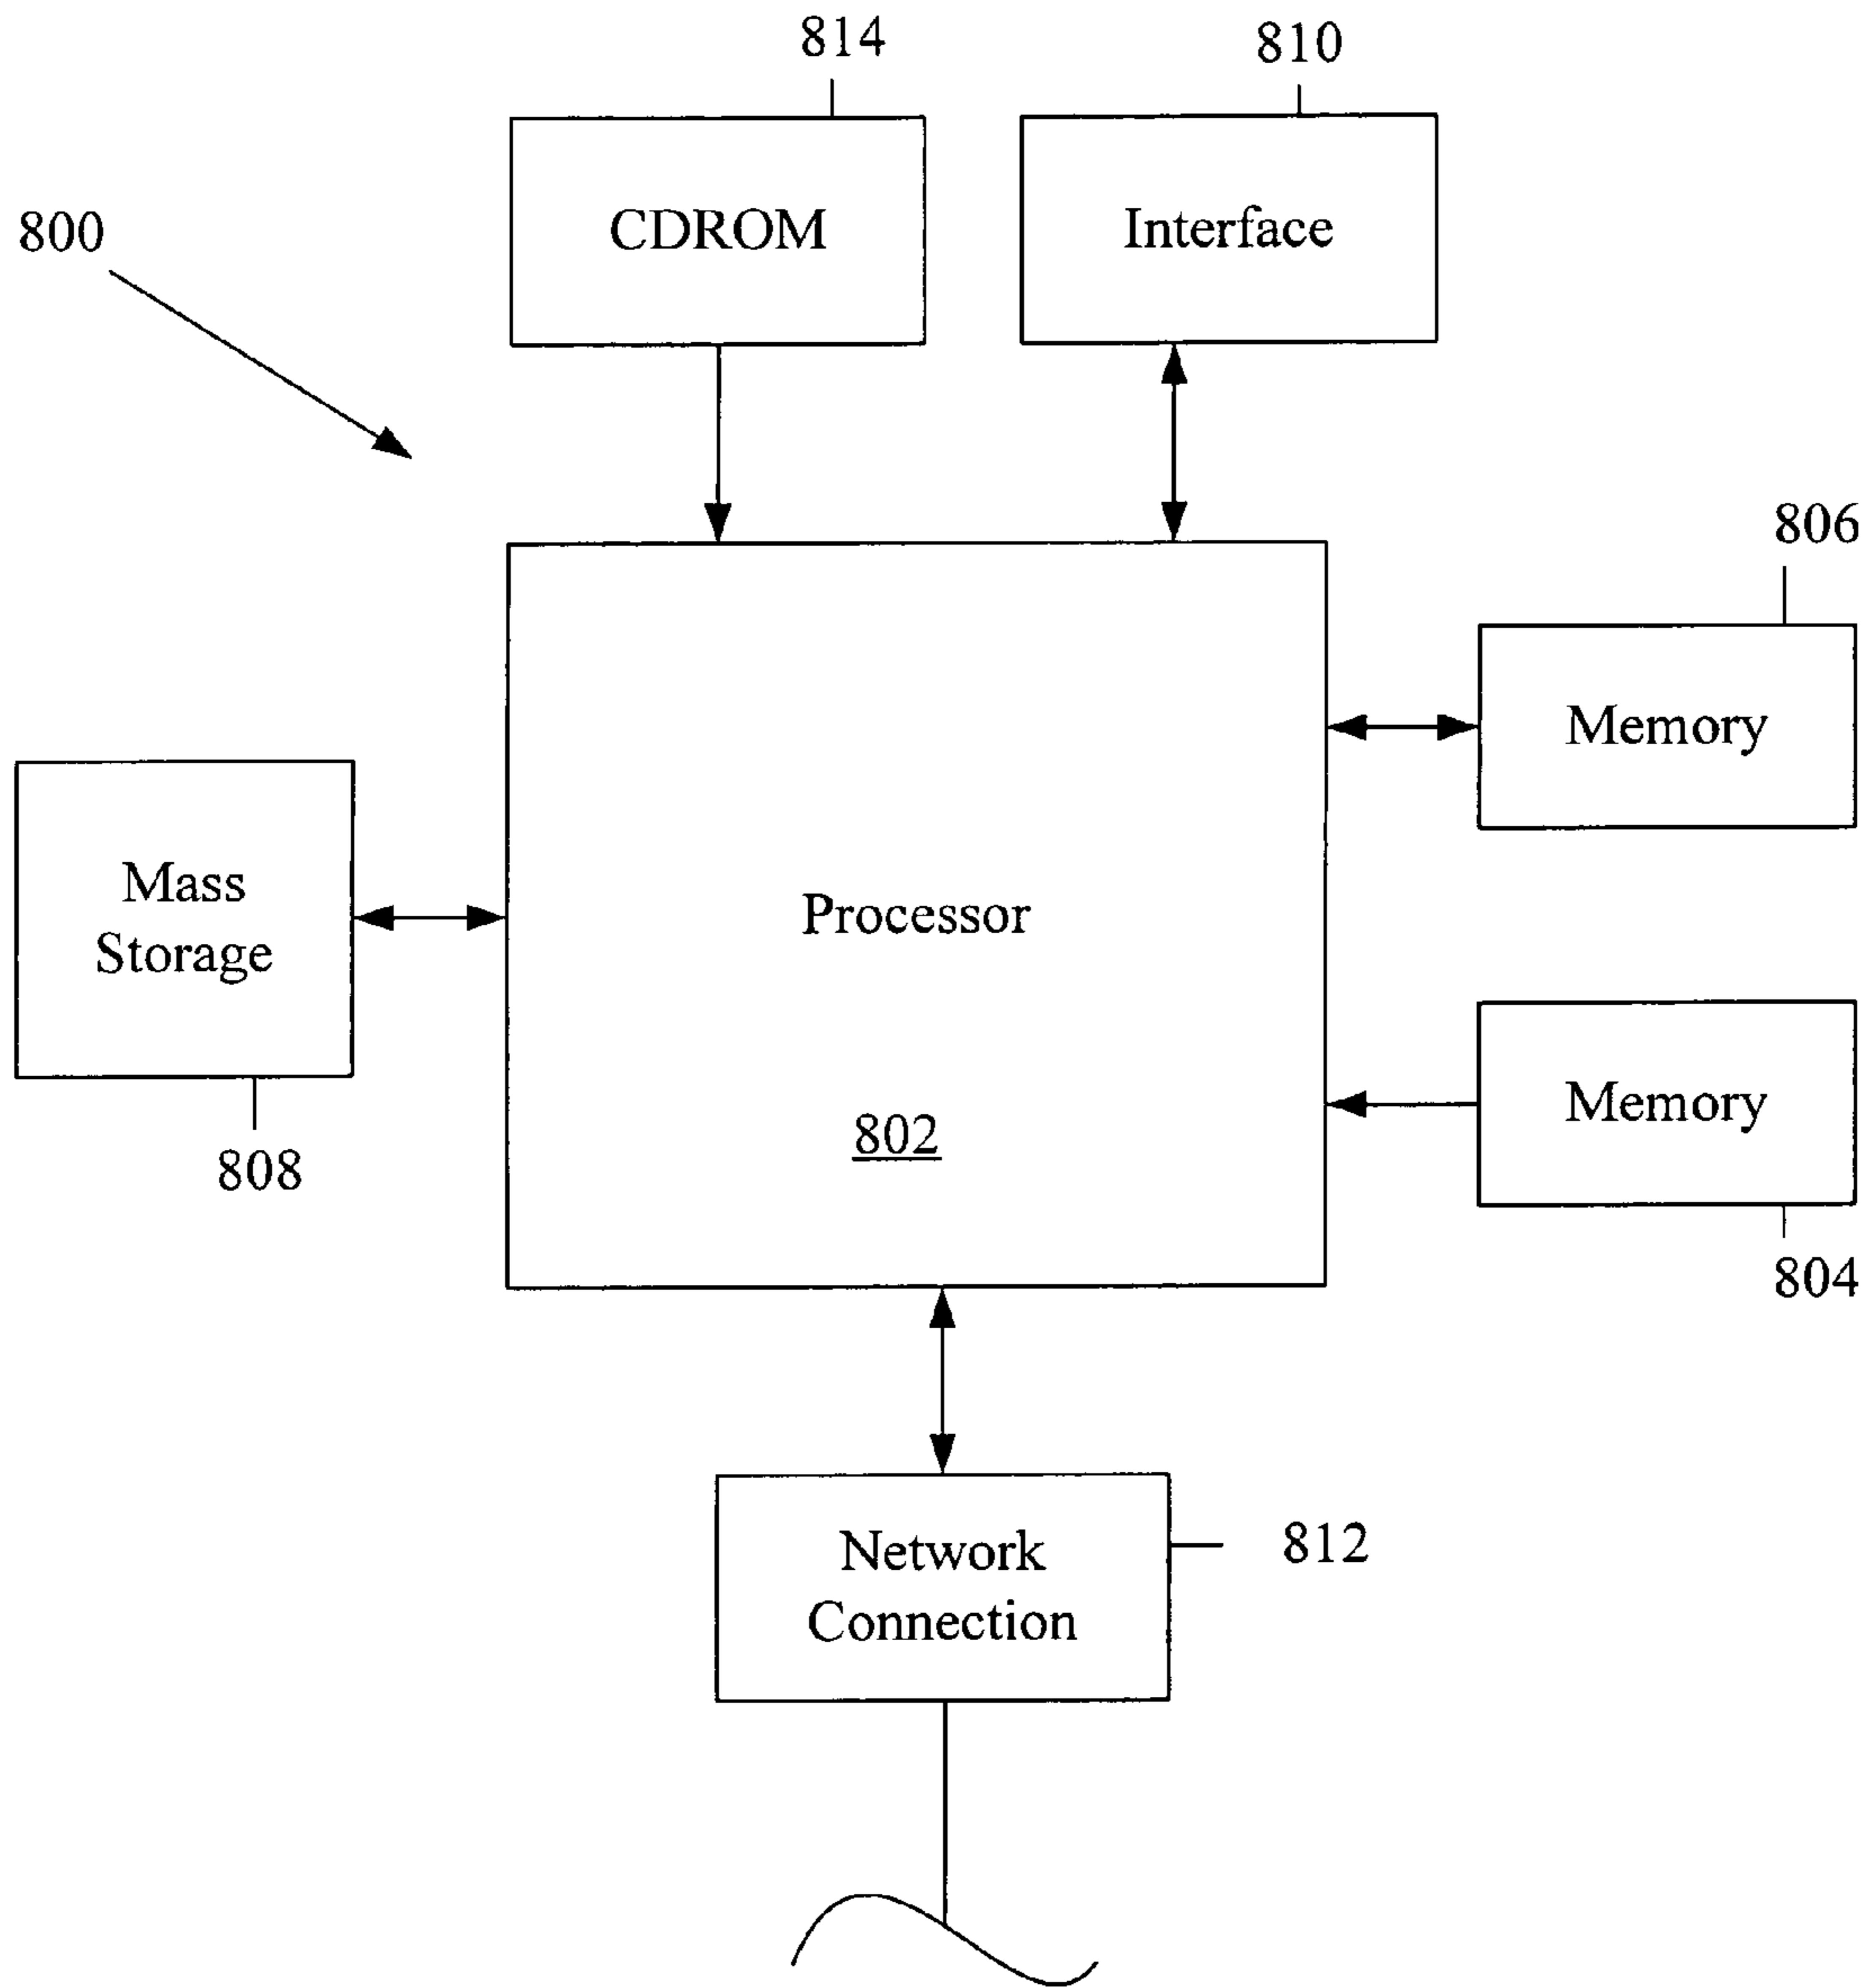 814
810
CDROM
Interface
800
806
Memory
Mass
Storage
Processor
Memory
802
808
804
Network
Connection
812